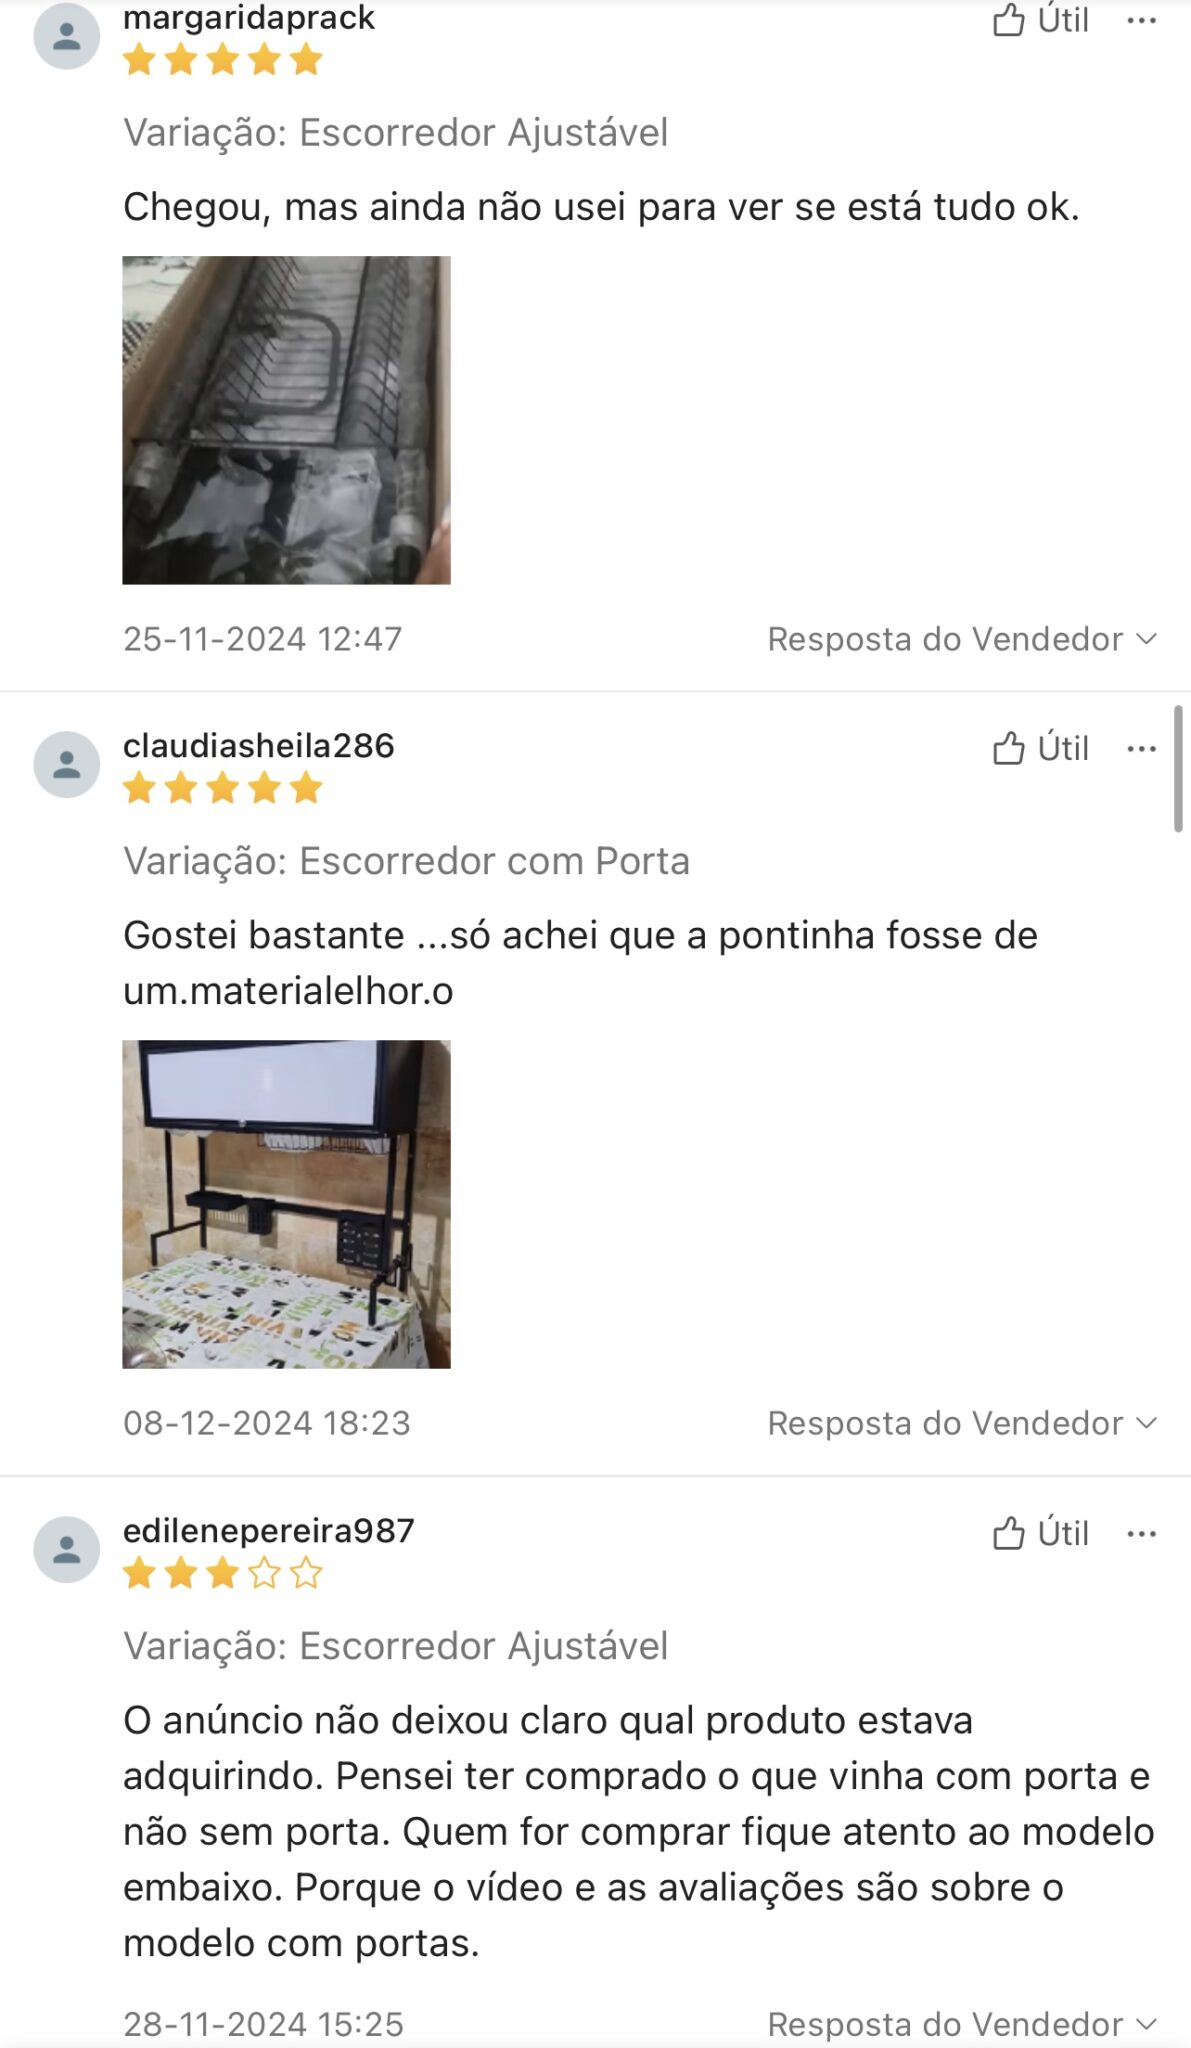 margaridaprack
Útil
Variação: Escorredor Ajustável
Chegou, mas ainda não usei para ver se está tudo ok.
25-11-2024 12:47
Resposta do Vendedor
claudiasheila286
Útil
Variação: Escorredor com Porta
Gostei bastante ...só achei que a pontinha fosse de
um.materialelhor.o
08-12-2024 18:23
Resposta do Vendedor
edilenepereira987
Útil
Variação: Escorredor Ajustável
O anúncio não deixou claro qual produto estava
adquirindo. Pensei ter comprado o que vinha com porta e
não sem porta. Quem for comprar fique atento ao modelo
embaixo. Porque o vídeo e as avaliações são sobre o
modelo com portas.
28-11-2024 15:25
Resposta do Vendedor